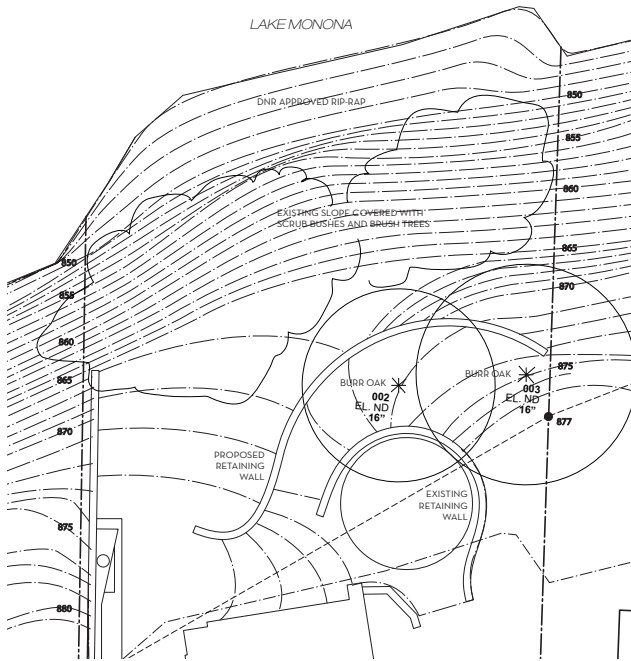 LAKE MONONA
850
DNR APPROVED RIP-RAP
855
860
EXISTING SLOPE COVERED WITH
SCRUB BUSHES AND BRUSH TREES
865
850
870
855
860
875
865
BURR OAK
003
EL. ND
16"
BURR OAK
002
EL. ND
16"
877
870
PROPOSED
RETAINING
WALL
EXISTING
RETAINING
WALL
875
880